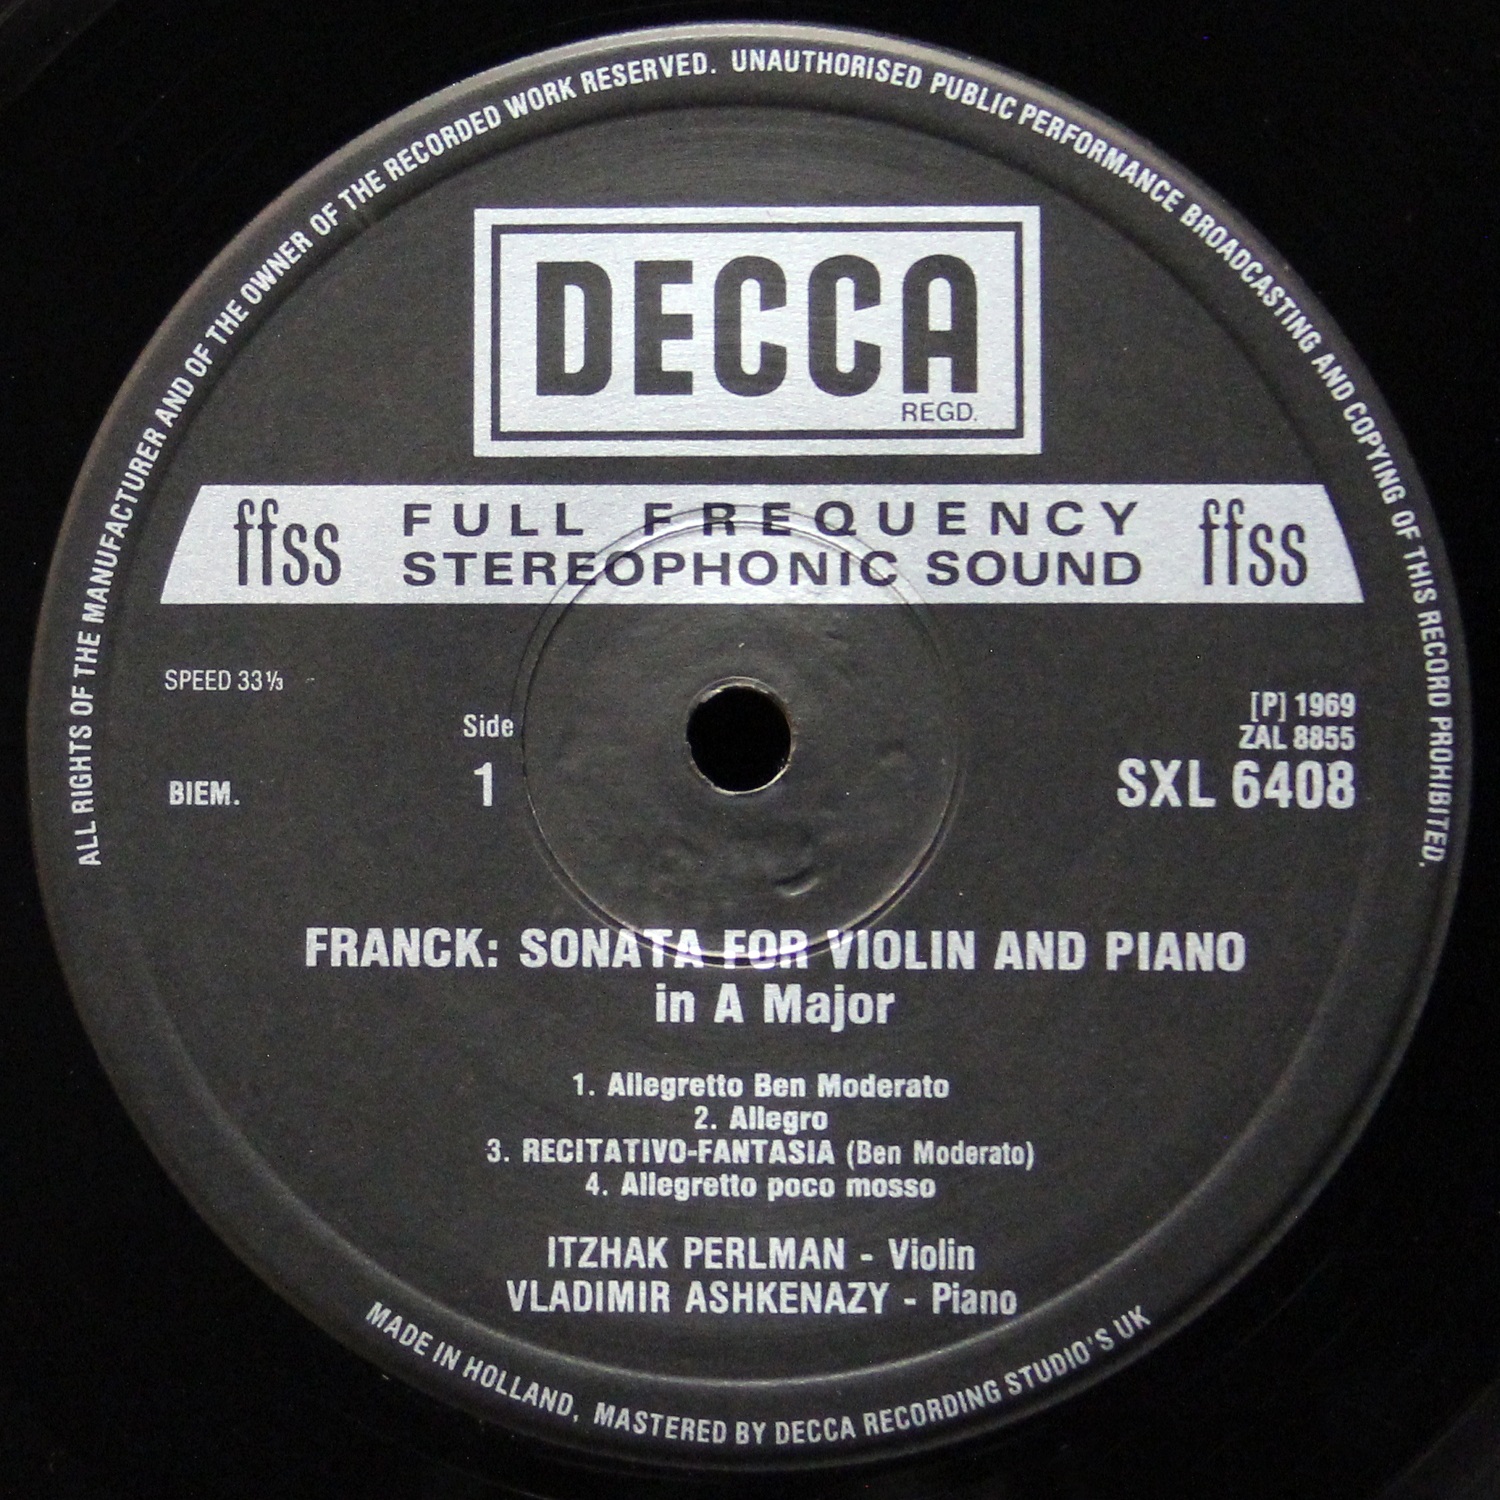 ALL RIGHTS OF THE MANUFACTURER AND OF THE OWNER OF THE RECORDED WORK RESERVED. UNAUTHORISED PUBLIC PERFORMANCE BROADCASTING AND COPYING OF THIS RECORD PROHIBITED.
DECCA
REGD.
ffss FULL FREQUENCY STEREOPHONIC SOUND ffss
SPEED 33⅓
Side
1
BIEM.
[P] 1969
ZAL 8855
SXL 6408
FRANCK: SONATA FOR VIOLIN AND PIANO
in A Major
1. Allegretto Ben Moderato
2. Allegro
3. RECITATIVO-FANTASIA (Ben Moderato)
4. Allegretto poco mosso
ITZHAK PERLMAN - Violin
VLADIMIR ASHKENAZY - Piano
MADE IN HOLLAND, MASTERED BY DECCA RECORDING STUDIO'S UK